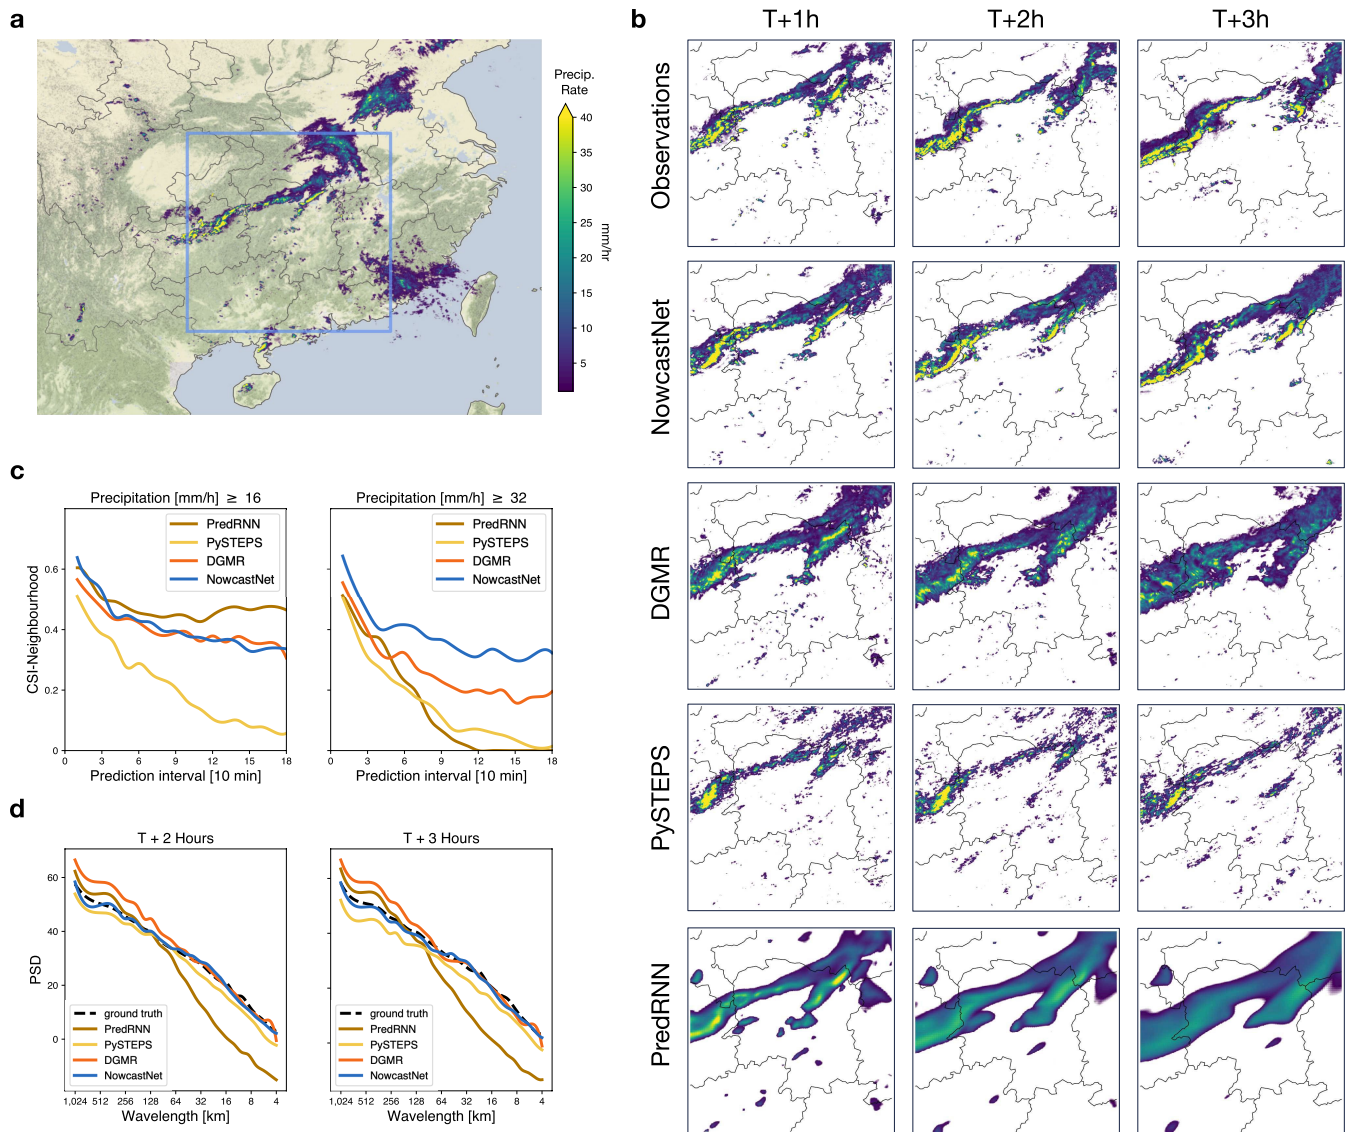 a
Precip.
Rate
40
35
30
25
20
15
10
5
mm/hr
b
T+1h
T+2h
T+3h
Observations
NowcastNet
DGMR
PySTEPS
PredRNN
c
Precipitation [mm/h] ≥ 16
PredRNN
PySTEPS
DGMR
NowcastNet
CSI-Neighbourhood
0.6
0.4
0.2
0
0 3 6 9 12 15 18
Prediction interval [10 min]
Precipitation [mm/h] ≥ 32
PredRNN
PySTEPS
DGMR
NowcastNet
0 3 6 9 12 15 18
Prediction interval [10 min]
d
T + 2 Hours
PSD
60
40
20
0
ground truth
PredRNN
PySTEPS
DGMR
NowcastNet
1,024 512 256 128 64 32 16 8 4
Wavelength [km]
T + 3 Hours
ground truth
PredRNN
PySTEPS
DGMR
NowcastNet
1,024 512 256 128 64 32 16 8 4
Wavelength [km]